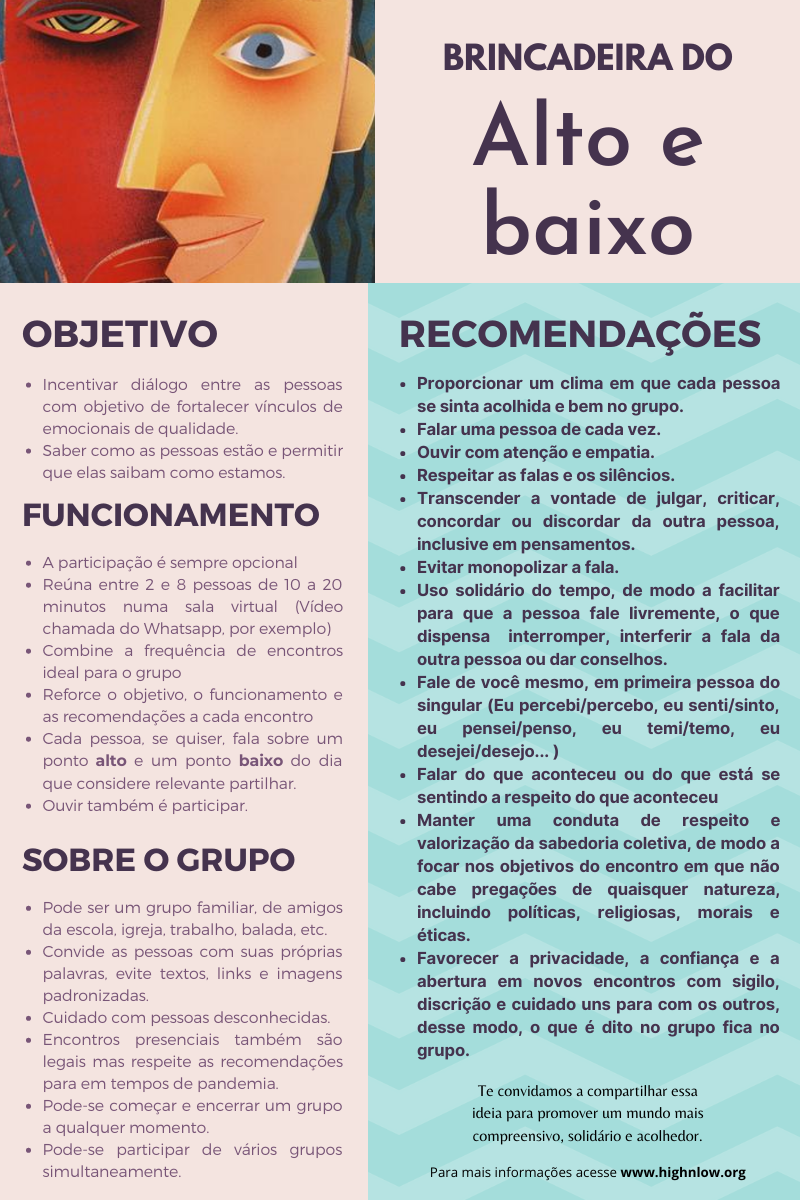 BRINCADEIRA DO
Alto e
baixo
OBJETIVO
• Incentivar diálogo entre as pessoas
com objetivo de fortalecer vínculos de
emocionais de qualidade.
• Saber como as pessoas estão e permitir
que elas saibam como estamos.
FUNCIONAMENTO
• A participação é sempre opcional
• Reúna entre 2 e 8 pessoas de 10 a 20
minutos numa sala virtual (Vídeo
chamada do Whatsapp, por exemplo)
• Combine a frequência de encontros
ideal para o grupo
• Reforce o objetivo, o funcionamento e
as recomendações a cada encontro
• Cada pessoa, se quiser, fala sobre um
ponto alto e um ponto baixo do dia
que considere relevante partilhar.
• Ouvir também é participar.
SOBRE O GRUPO
• Pode ser um grupo familiar, de amigos
da escola, igreja, trabalho, balada, etc.
• Convide as pessoas com suas próprias
palavras, evite textos, links e imagens
padronizadas.
• Cuidado com pessoas desconhecidas.
• Encontros presenciais também são
legais mas respeite as recomendações
para em tempos de pandemia.
• Pode-se começar e encerrar um grupo
a qualquer momento.
• Pode-se participar de vários grupos
simultaneamente.
RECOMENDAÇÕES
• Proporcionar um clima em que cada pessoa
se sinta acolhida e bem no grupo.
• Falar uma pessoa de cada vez.
• Ouvir com atenção e empatia.
• Respeitar as falas e os silêncios.
• Transcender a vontade de julgar, criticar,
concordar ou discordar da outra pessoa,
inclusive em pensamentos.
• Evitar monopolizar a fala.
• Uso solidário do tempo, de modo a facilitar
para que a pessoa fale livremente, o que
dispensa interromper, interferir a fala da
outra pessoa ou dar conselhos.
• Fale de você mesmo, em primeira pessoa do
singular (Eu percebi/percebo, eu senti/sinto,
eu pensei/penso, eu temi/temo, eu
desejei/desejo... )
• Falar do que aconteceu ou do que está se
sentindo a respeito do que aconteceu
• Manter uma conduta de respeito e
valorização da sabedoria coletiva, de modo a
focar nos objetivos do encontro em que não
cabe pregações de quaisquer natureza,
incluindo políticas, religiosas, morais e
éticas.
• Favorecer a privacidade, a confiança e a
abertura em novos encontros com sigilo,
discrição e cuidado uns para com os outros,
desse modo, o que é dito no grupo fica no
grupo.
Te convidamos a compartilhar essa
ideia para promover um mundo mais
compreensivo, solidário e acolhedor.
Para mais informações acesse www.highnlow.org